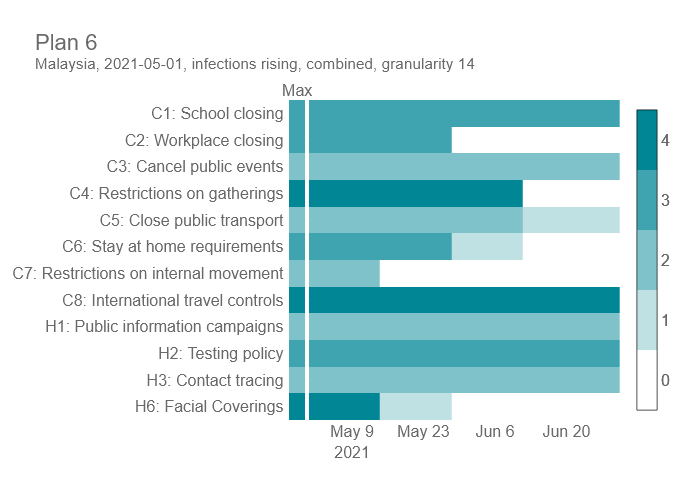 Plan 6
Malaysia, 2021-05-01, infections rising, combined, granularity 14
Max
C1: School closing
C2: Workplace closing
C3: Cancel public events
C4: Restrictions on gatherings
C5: Close public transport
C6: Stay at home requirements
C7: Restrictions on internal movement
C8: International travel controls
H1: Public information campaigns
H2: Testing policy
H3: Contact tracing
H6: Facial Coverings
May 9 May 23 Jun 6 Jun 20
2021
4
3
2
1
0